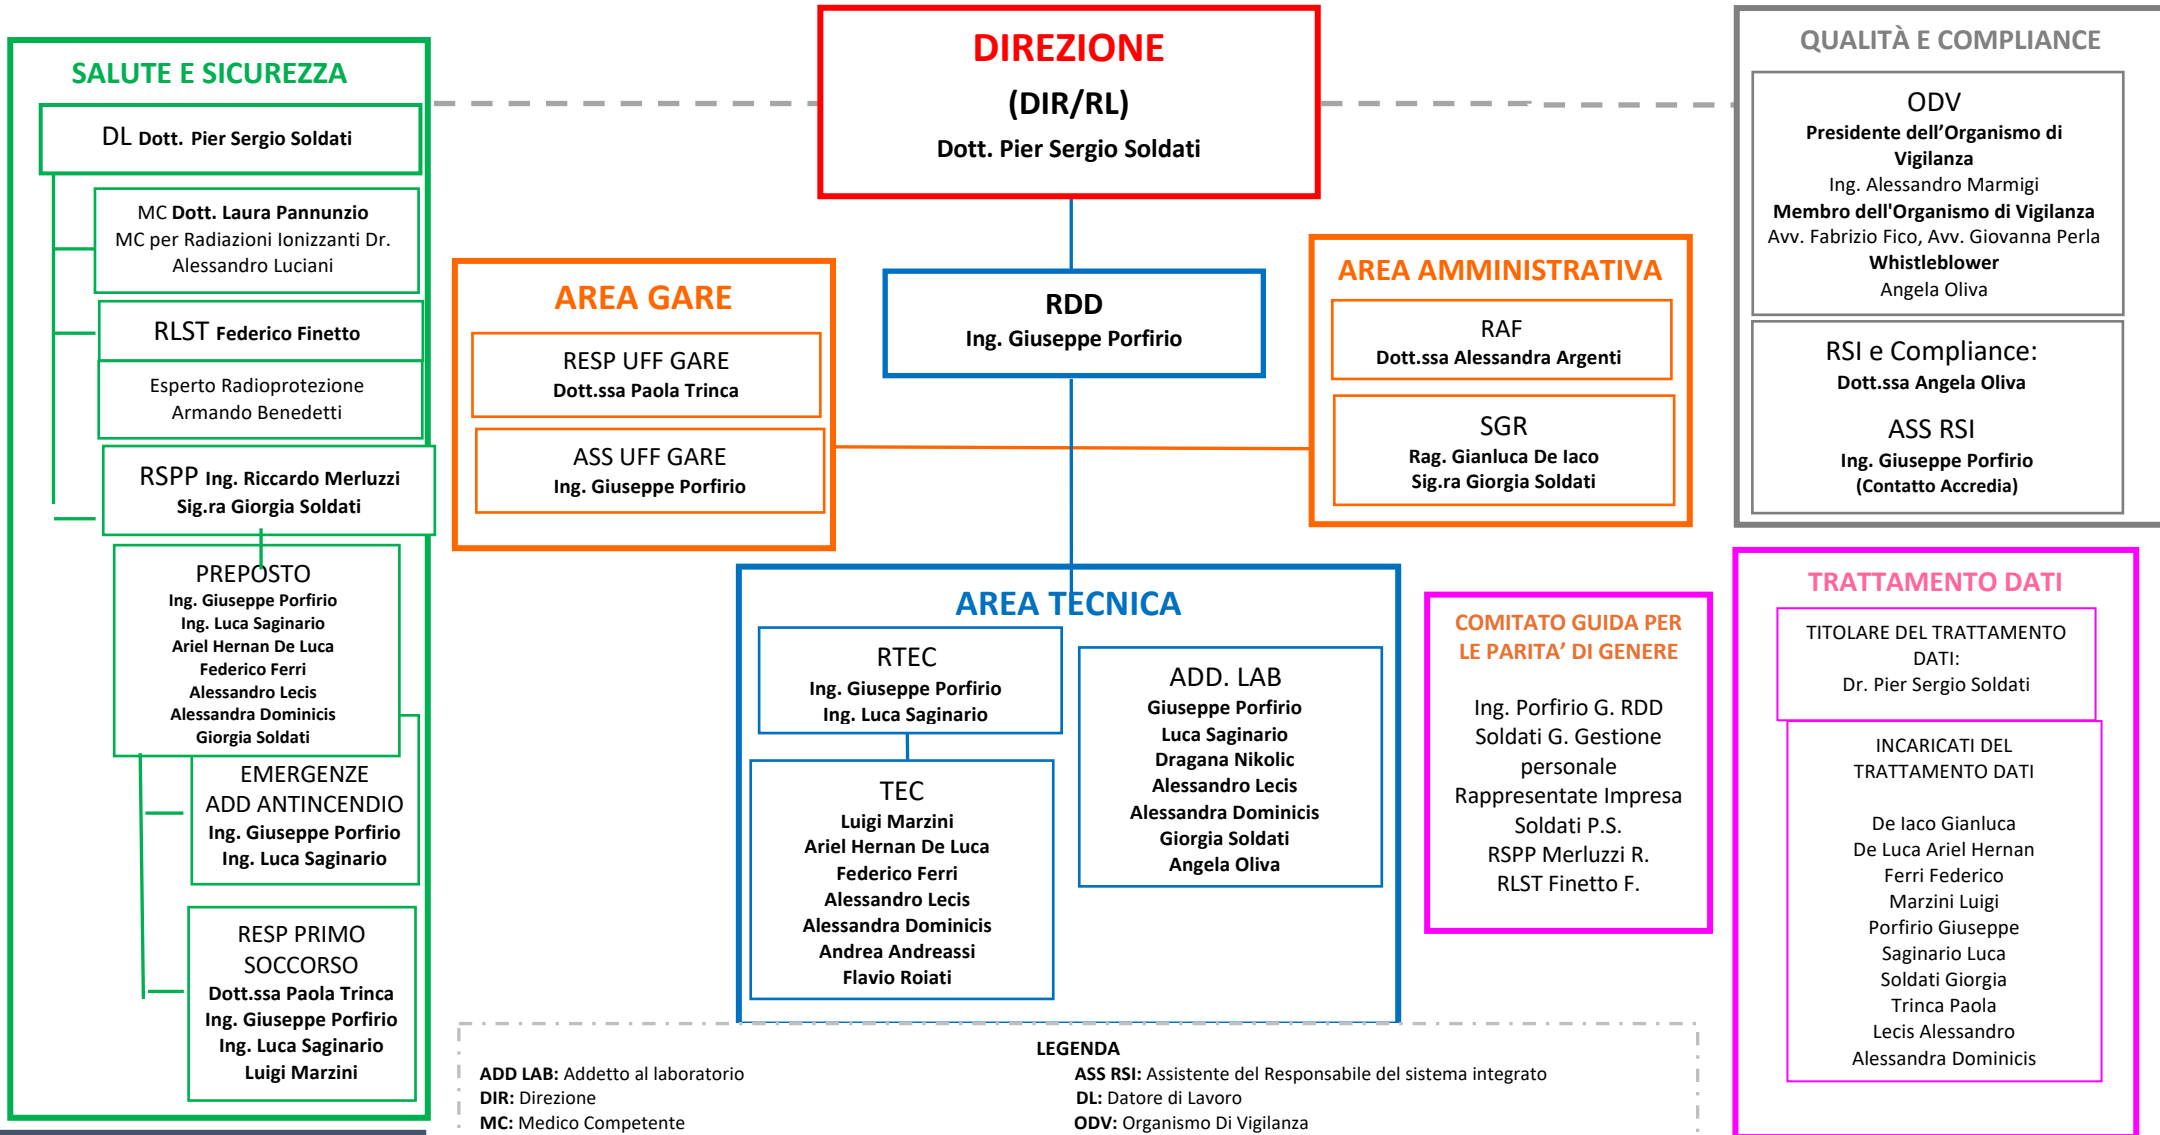 SALUTE E SICUREZZA
DL Dott. Pier Sergio Soldati
MC Dott. Laura Pannunzio
MC per Radiazioni Ionizzanti Dr.
Alessandro Luciani
RLST Federico Finetto
Esperto Radioprotezione
Armando Benedetti
RSPP Ing. Riccardo Merluzzi
Sig.ra Giorgia Soldati
PREPOSTO
Ing. Giuseppe Porfirio
Ing. Luca Saginario
Ariel Hernan De Luca
Federico Ferri
Alessandro Lecis
Alessandra Dominicis
Giorgia Soldati
EMERGENZE
ADD ANTINCENDIO
Ing. Giuseppe Porfirio
Ing. Luca Saginario
RESP PRIMO
SOCCORSO
Dott.ssa Paola Trinca
Ing. Giuseppe Porfirio
Ing. Luca Saginario
Luigi Marzini
DIREZIONE
(DIR/RL)
Dott. Pier Sergio Soldati
RDD
Ing. Giuseppe Porfirio
AREA GARE
RESP UFF GARE
Dott.ssa Paola Trinca
ASS UFF GARE
Ing. Giuseppe Porfirio
AREA AMMINISTRATIVA
RAF
Dott.ssa Alessandra Argenti
SGR
Rag. Gianluca De Iaco
Sig.ra Giorgia Soldati
QUALITÀ E COMPLIANCE
ODV
Presidente dell’Organismo di
Vigilanza
Ing. Alessandro Marmigi
Membro dell'Organismo di Vigilanza
Avv. Fabrizio Fico, Avv. Giovanna Perla
Whistleblower
Angela Oliva
RSI e Compliance:
Dott.ssa Angela Oliva
ASS RSI
Ing. Giuseppe Porfirio
(Contatto Accredia)
AREA TECNICA
RTEC
Ing. Giuseppe Porfirio
Ing. Luca Saginario
TEC
Luigi Marzini
Ariel Hernan De Luca
Federico Ferri
Alessandro Lecis
Alessandra Dominicis
Andrea Andreassi
Flavio Roiati
ADD. LAB
Giuseppe Porfirio
Luca Saginario
Dragana Nikolic
Alessandro Lecis
Alessandra Dominicis
Giorgia Soldati
Angela Oliva
COMITATO GUIDA PER
LE PARITA’ DI GENERE
Ing. Porfirio G. RDD
Soldati G. Gestione
personale
Rappresentate Impresa
Soldati P.S.
RSPP Merluzzi R.
RLST Finetto F.
TRATTAMENTO DATI
TITOLARE DEL TRATTAMENTO
DATI:
Dr. Pier Sergio Soldati
INCARICATI DEL
TRATTAMENTO DATI
De Iaco Gianluca
De Luca Ariel Hernan
Ferri Federico
Marzini Luigi
Porfirio Giuseppe
Saginario Luca
Soldati Giorgia
Trinca Paola
Lecis Alessandro
Alessandra Dominicis
LEGENDA
ADD LAB: Addetto al laboratorio
DIR: Direzione
MC: Medico Competente
ASS RSI: Assistente del Responsabile del sistema integrato
DL: Datore di Lavoro
ODV: Organismo Di Vigilanza